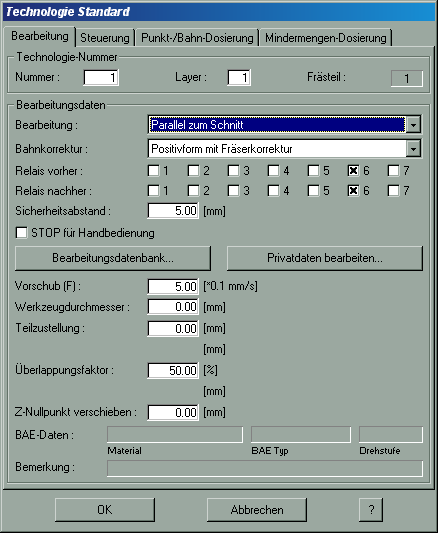 Technologie Standard
Bearbeitung Steuerung Punkt-/Bahn-Dosierung Mindermengen-Dosierung
Technologie-Nummer
Nummer : 1 Layer : 1 Frästeil : 1
Bearbeitungsdaten
Bearbeitung : Parallel zum Schnitt
Bahnkorrektur : Positivform mit Fräserkorrektur
Relais vorher : 1 2 3 4 5 6 7
Relais nachher : 1 2 3 4 5 6 7
Sicherheitsabstand : 5.00 [mm]
STOP für Handbedienung
Bearbeitungsdatenbank... Privatdaten bearbeiten...
Vorschub (F) : 5.00 [*0.1 mm/s]
Werkzeugdurchmesser : 0.00 [mm]
Teilzustellung : 0.00 [mm]
[mm]
Überlappungsfaktor : 50.00 [%]
[mm]
Z-Nullpunkt verschieben : 0.00 [mm]
BAE-Daten :
Material BAE Typ Drehstufe
Bemerkung :
OK Abbrechen ?